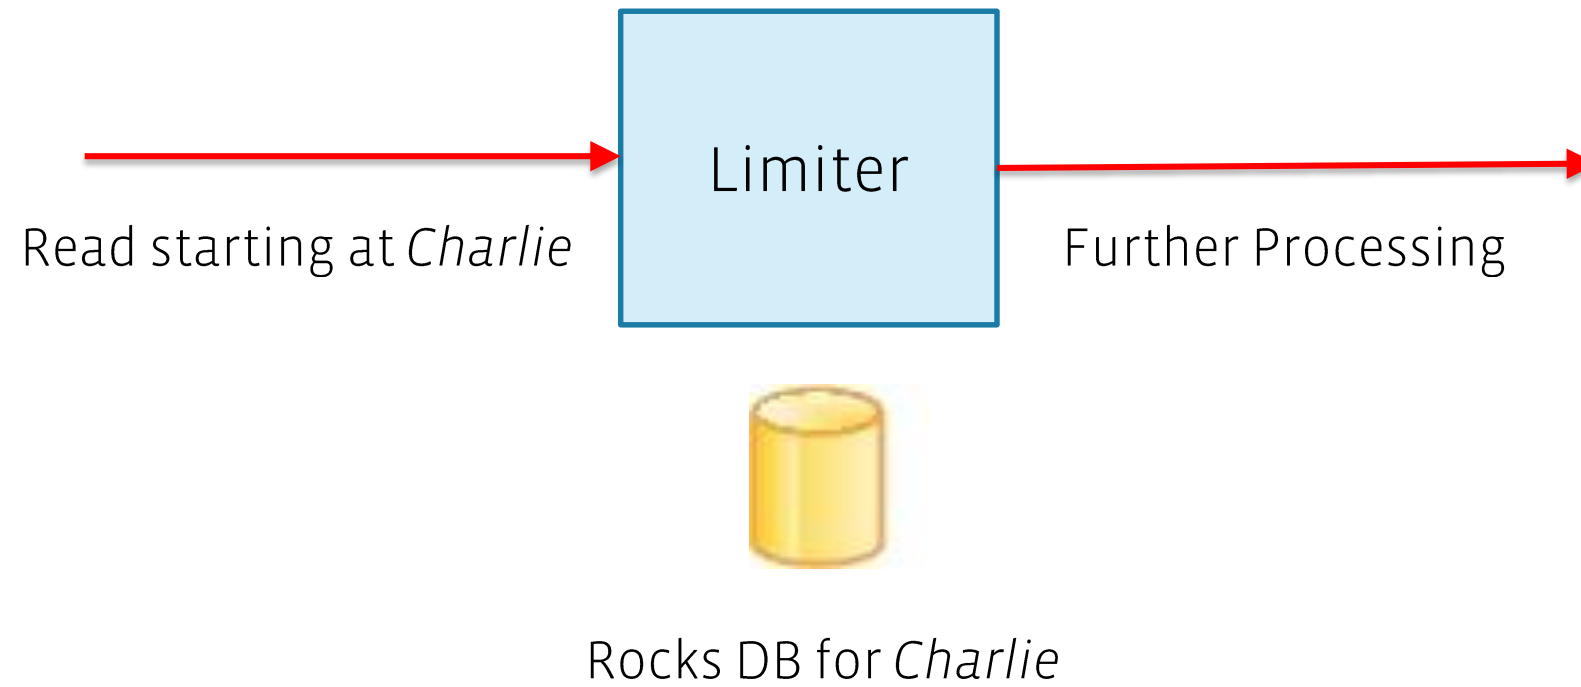 Limiter
Read starting at Charlie
Further Processing
Rocks DB for Charlie